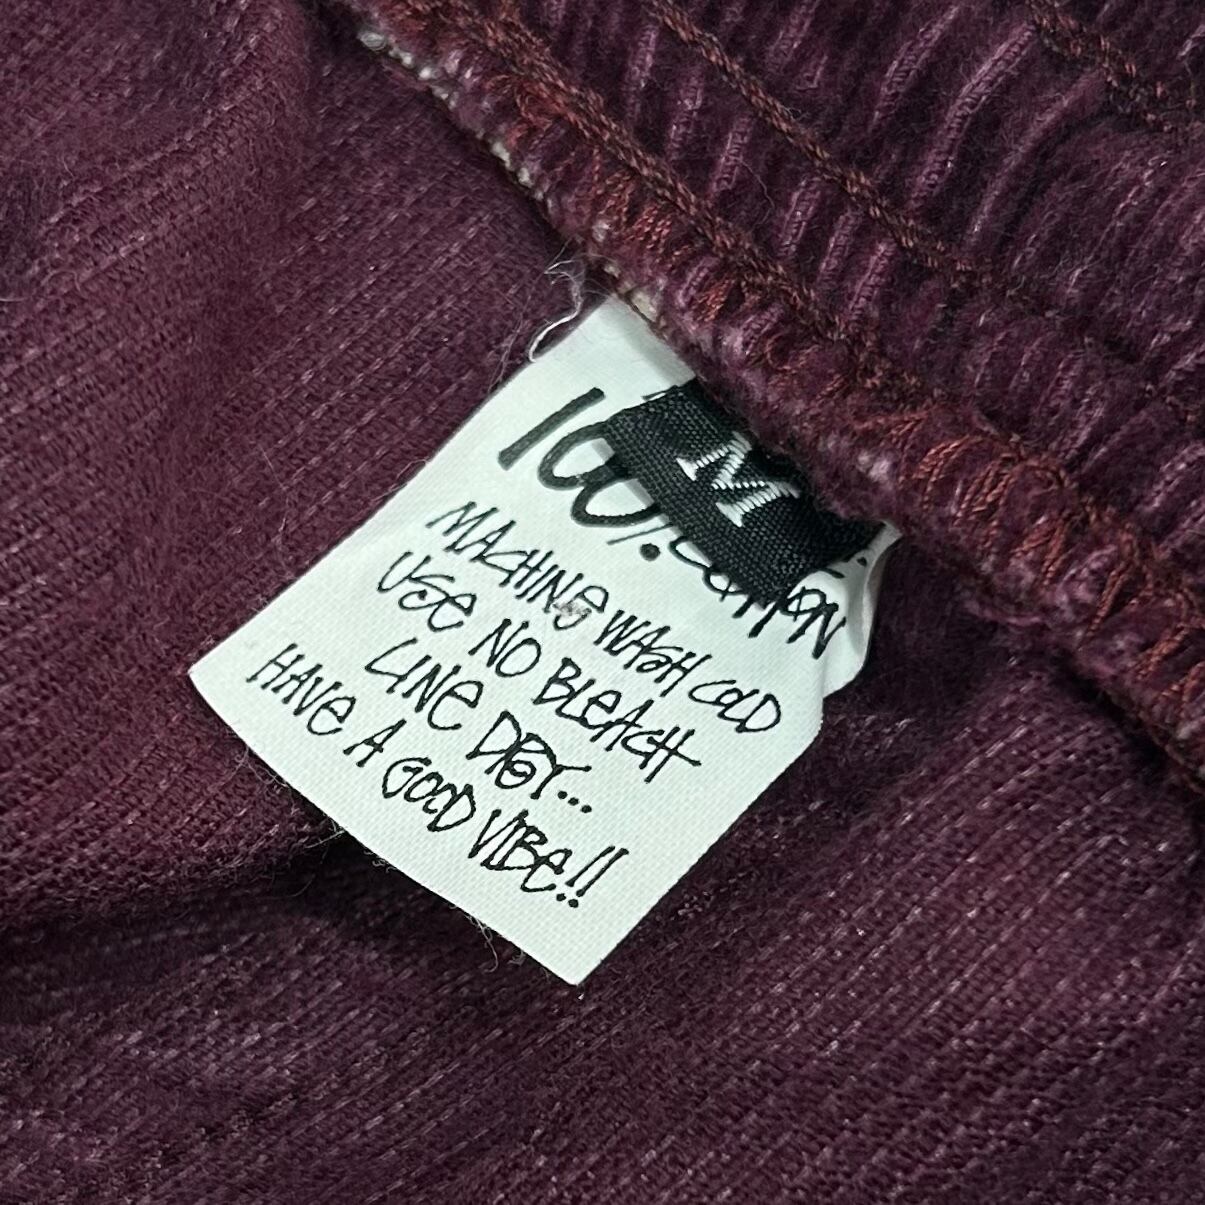 M
100% COTTON
MACHINE WASH COLD
USE NO BLEACH
LINE DRY...
HAVE A GOOD VIBE!!